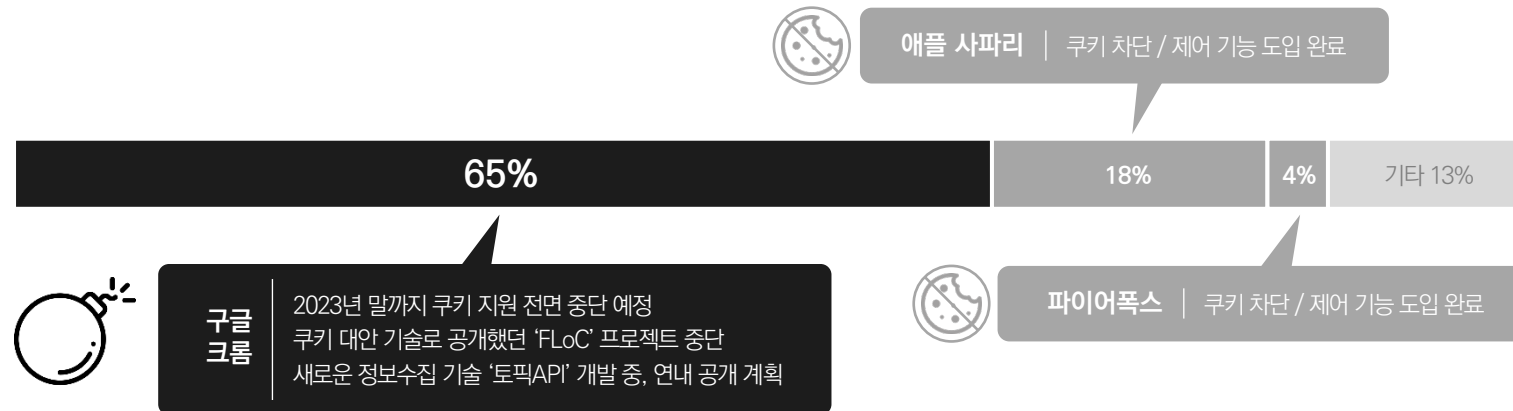 애플 사파리 | 쿠키 차단 / 제어 기능 도입 완료
65%
18%
4%
기타 13%
구글
크롬
2023년 말까지 쿠키 지원 전면 중단 예정
쿠키 대안 기술로 공개했던 ‘FLoC’ 프로젝트 중단
새로운 정보수집 기술 ‘토픽API’ 개발 중, 연내 공개 계획
파이어폭스 | 쿠키 차단 / 제어 기능 도입 완료